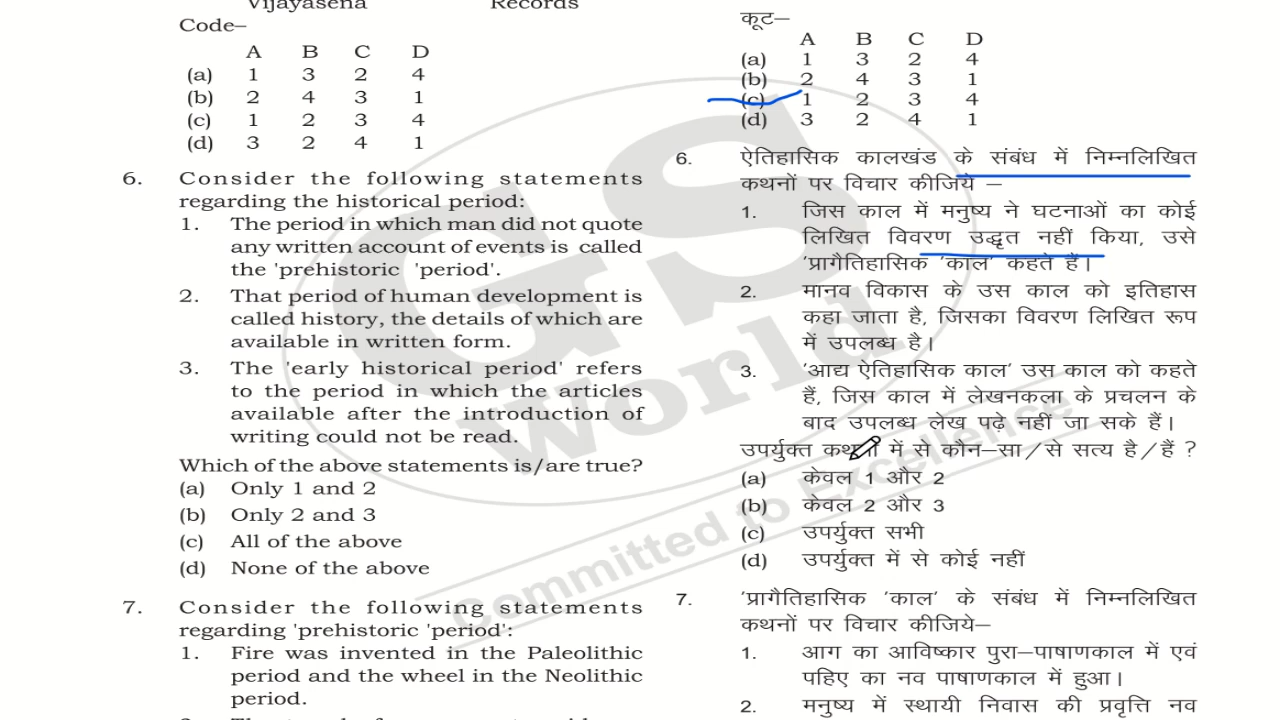 Vijayasena Records
Code–
A B C D
(a) 1 3 2 4
(b) 2 4 3 1
(c) 1 2 3 4
(d) 3 2 4 1
6. Consider the following statements
regarding the historical period:
1. The period in which man did not quote
any written account of events is called
the 'prehistoric 'period'.
2. That period of human development is
called history, the details of which are
available in written form.
3. The 'early historical period' refers
to the period in which the articles
available after the introduction of
writing could not be read.
Which of the above statements is/are true?
(a) Only 1 and 2
(b) Only 2 and 3
(c) All of the above
(d) None of the above
7. Consider the following statements
regarding 'prehistoric 'period':
1. Fire was invented in the Paleolithic
period and the wheel in the Neolithic
period.
कूट–
A B C D
(a) 1 3 2 4
(b) 2 4 3 1
(c) 1 2 3 4
(d) 3 2 4 1
6. ऐतिहासिक कालखंड के संबंध में निम्नलिखित
कथनों पर विचार कीजिये –
1. जिस काल में मनुष्य ने घटनाओं का कोई
लिखित विवरण उद्धृत नहीं किया, उसे
'प्रागैतिहासिक 'काल' कहते हैं।
2. मानव विकास के उस काल को इतिहास
कहा जाता है, जिसका विवरण लिखित रूप
में उपलब्ध है।
3. 'आद्य ऐतिहासिक काल' उस काल को कहते
हैं, जिस काल में लेखनकला के प्रचलन के
बाद उपलब्ध लेख पढ़े नहीं जा सके हैं।
उपर्युक्त में से कौन–सा/से सत्य है/हैं ?
(a) केवल 1 और 2
(b) केवल 2 और 3
(c) उपर्युक्त सभी
(d) उपर्युक्त में से कोई नहीं
7. 'प्रागैतिहासिक 'काल' के संबंध में निम्नलिखित
कथनों पर विचार कीजिये–
1. आग का आविष्कार पुरा–पाषाणकाल में एवं
पहिए का नव पाषाणकाल में हुआ।
2. मनुष्य में स्थायी निवास की प्रवृत्ति नव
GS
world
Committed to Excellence